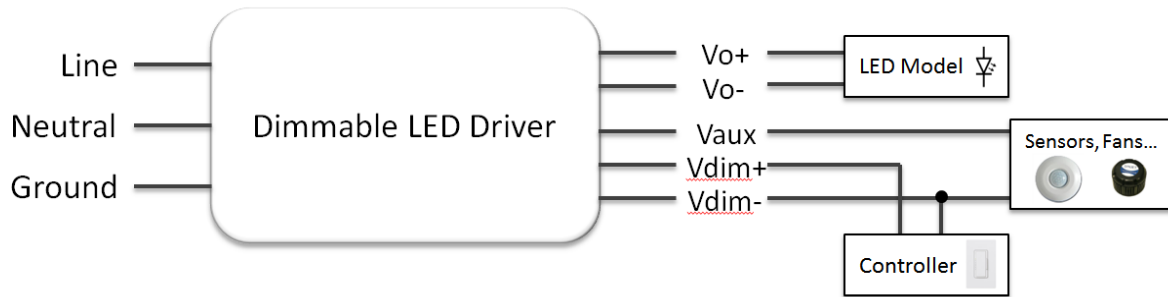 Line
Neutral
Ground
Dimmable LED Driver
Vo+
Vo-
Vaux
Vdim+
Vdim-
LED Model
Sensors, Fans...
Controller